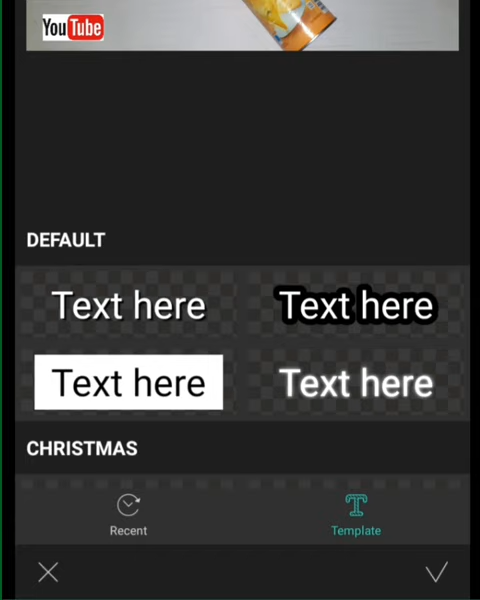 YouTube
DEFAULT
Text here
Text here
Text here
Text here
CHRISTMAS
Recent
Template